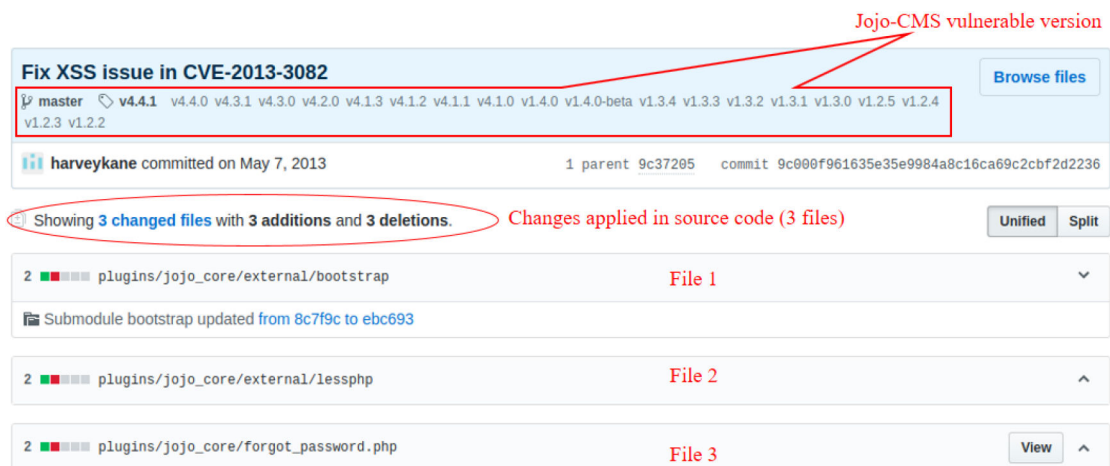 Jojo-CMS vulnerable version
Fix XSS issue in CVE-2013-3082
Browse files
master v4.4.1 v4.4.0 v4.3.1 v4.3.0 v4.2.0 v4.1.3 v4.1.2 v4.1.1 v4.1.0 v1.4.0 v1.4.0-beta v1.3.4 v1.3.3 v1.3.2 v1.3.1 v1.3.0 v1.2.5 v1.2.4
v1.2.3 v1.2.2
harveykane committed on May 7, 2013 1 parent 9c37205 commit 9c000f961635e35e9984a8c16ca69c2cbf2d2236
Showing 3 changed files with 3 additions and 3 deletions. Changes applied in source code (3 files) Unified Split
2 plugins/jojo_core/external/bootstrap File 1
Submodule bootstrap updated from 8c7f9c to ebc693
2 plugins/jojo_core/external/lessphp File 2
2 plugins/jojo_core/forgot_password.php File 3 View